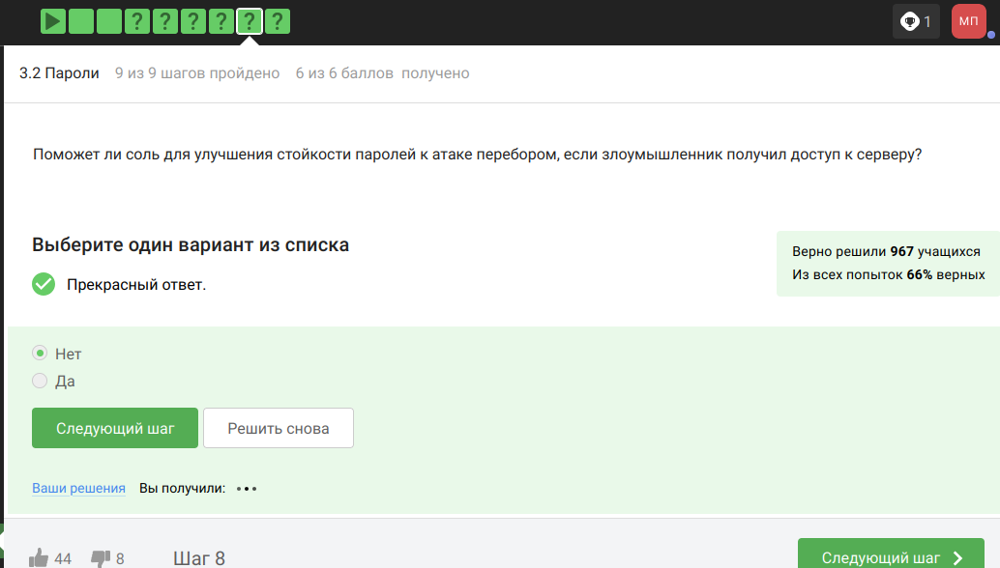 ? ? ? ? ? ?
1
МП
3.2 Пароли 9 из 9 шагов пройдено 6 из 6 баллов получено
Поможет ли соль для улучшения стойкости паролей к атаке перебором, если злоумышленник получил доступ к серверу?
Выберите один вариант из списка
Прекрасный ответ.
Верно решили 967 учащихся
Из всех попыток 66% верных
Нет
Да
Следующий шаг Решить снова
Ваши решения Вы получили:
44 8 Шаг 8 Следующий шаг